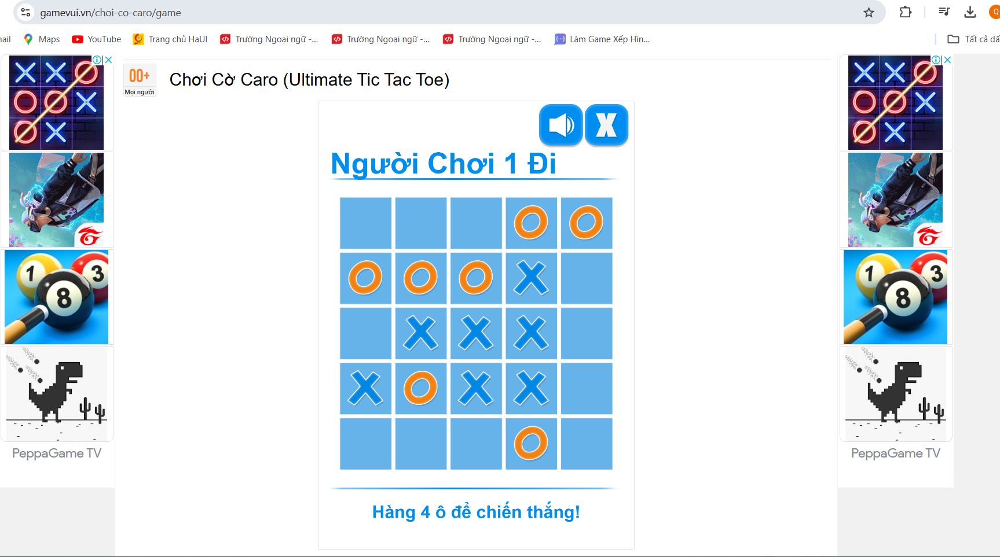 gamevui.vn/choi-co-caro/game
Q
ail
Maps
YouTube
Trang chủ HaUI
Trường Ngoại ngữ -...
Trường Ngoại ngữ -...
Trường Ngoại ngữ -...
Làm Game Xếp Hìn...
Tất cả dấ
00+
Mọi người
Chơi Cờ Caro (Ultimate Tic Tac Toe)
X
Người Chơi 1 Đi
O O
O O O X
X X X
X O X X
O
Hàng 4 ô để chiến thắng!
1 3
8
PeppaGame TV
1 3
8
PeppaGame TV